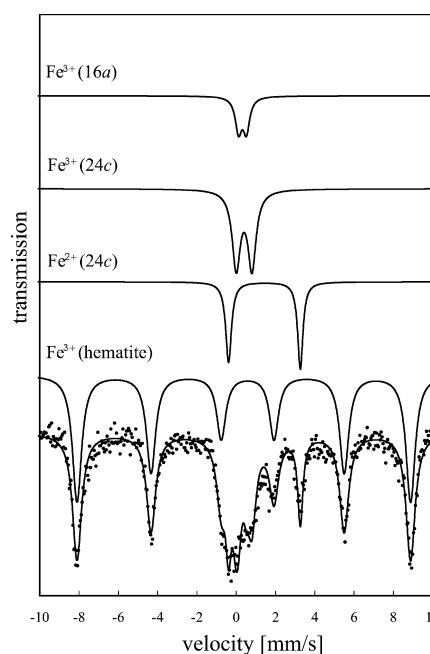 Fe³⁺(16a)
Fe³⁺(24c)
Fe²⁺(24c)
Fe³⁺(hematite)
transmission
-10 -8 -6 -4 -2 0 2 4 6 8 10
velocity [mm/s]